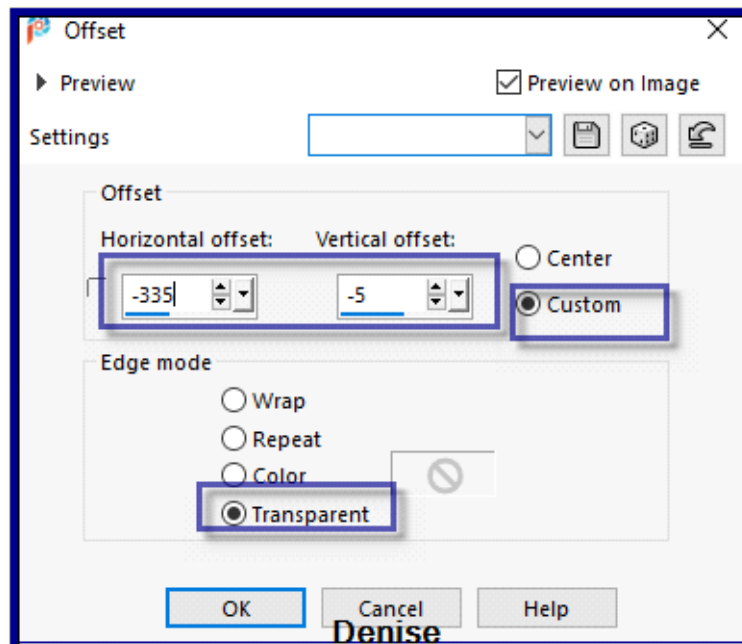 Offset
Preview
Preview on Image
Settings
Offset
Horizontal offset:
Vertical offset:
Center
-335
-5
Custom
Edge mode
Wrap
Repeat
Color
Transparent
OK
Cancel
Help
Denise